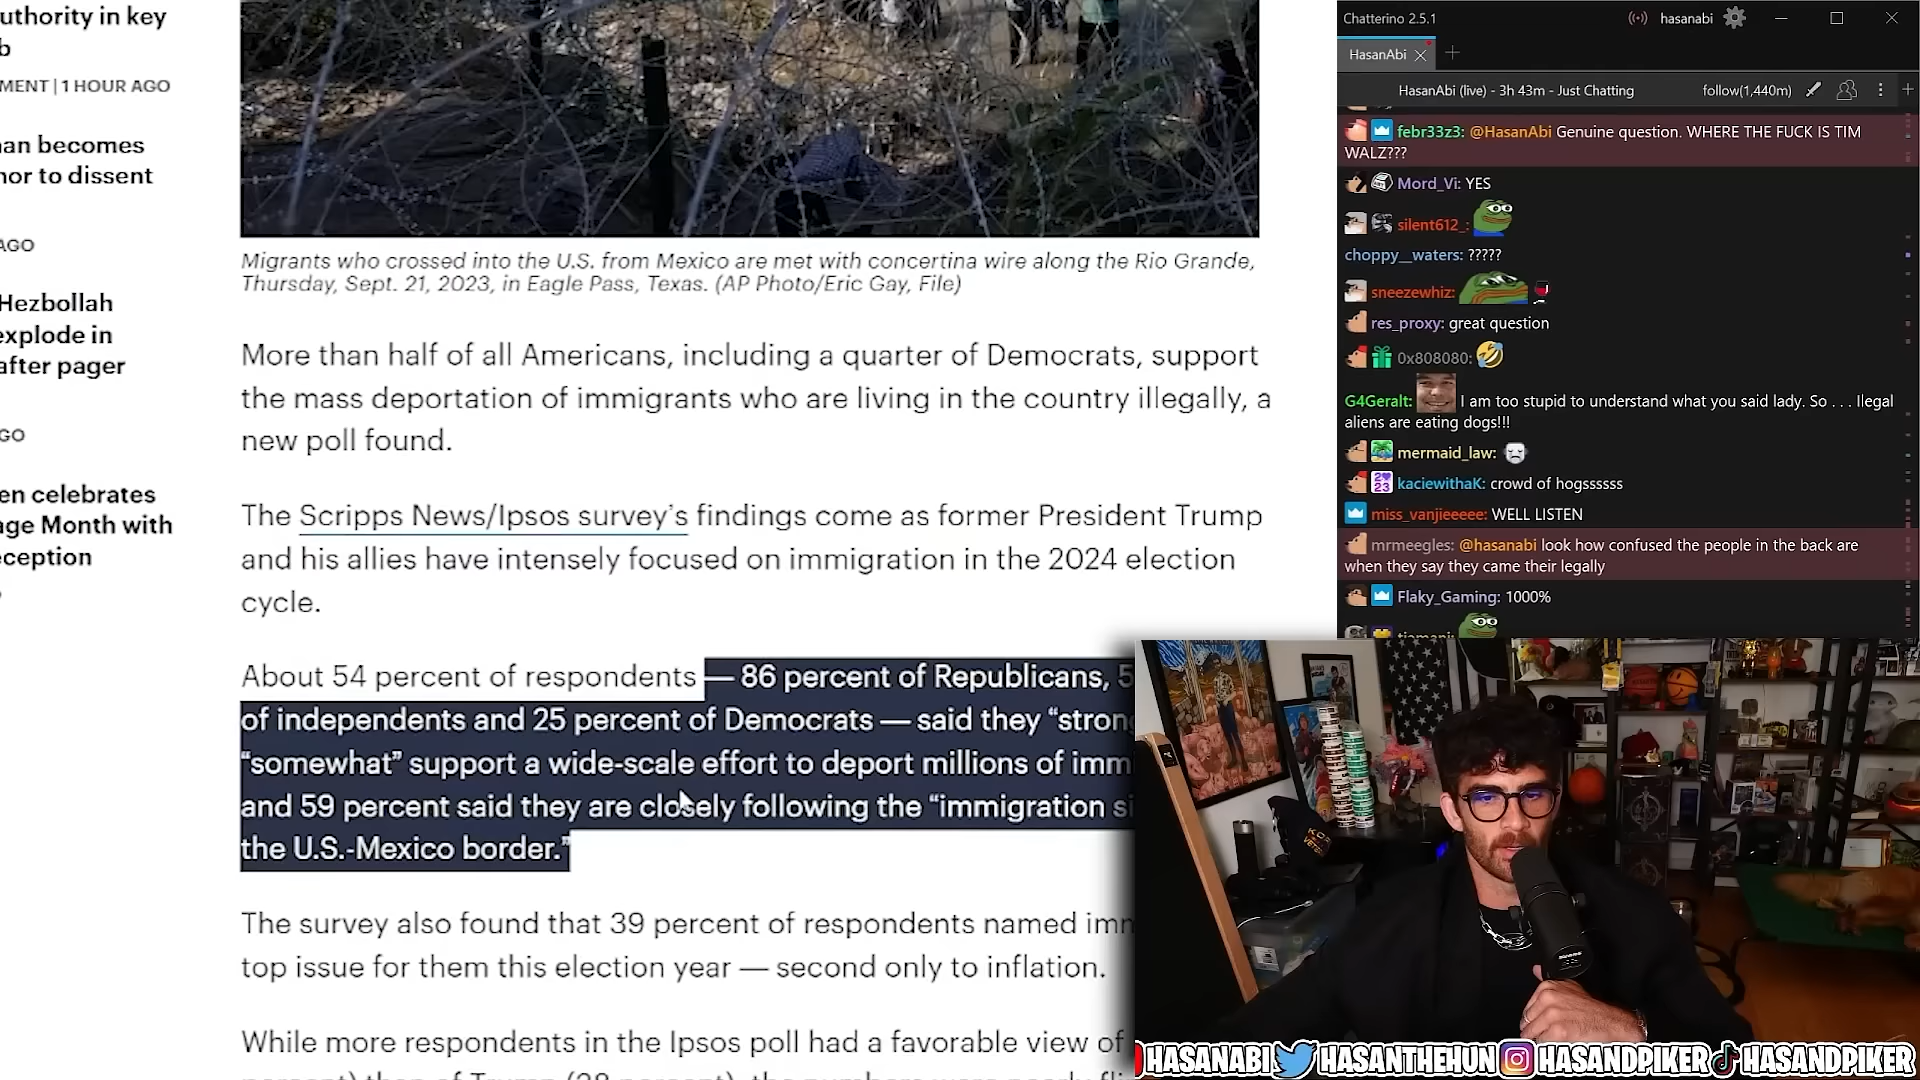 uthority in key
b
MENT | 1 HOUR AGO
an becomes
nor to dissent
AGO
Hezbollah
explode in
after pager
GO
en celebrates
age Month with
eception
Migrants who crossed into the U.S. from Mexico are met with concertina wire along the Rio Grande,
Thursday, Sept. 21, 2023, in Eagle Pass, Texas. (AP Photo/Eric Gay, File)
More than half of all Americans, including a quarter of Democrats, support
the mass deportation of immigrants who are living in the country illegally, a
new poll found.
The Scripps News/Ipsos survey's findings come as former President Trump
and his allies have intensely focused on immigration in the 2024 election
cycle.
About 54 percent of respondents — 86 percent of Republicans, 5
of independents and 25 percent of Democrats — said they “stron
“somewhat” support a wide-scale effort to deport millions of imm
and 59 percent said they are closely following the “immigration si
the U.S.-Mexico border.”
The survey also found that 39 percent of respondents named imm
top issue for them this election year — second only to inflation.
While more respondents in the Ipsos poll had a favorable view of
Chatterino 2.5.1
hasanabi
HasanAbi
HasanAbi (live) - 3h 43m - Just Chatting
follow(1,440m)
febr33z3: @HasanAbi Genuine question. WHERE THE FUCK IS TIM
WALZ???
Mord_Vi: YES
silent612_:
choppy__waters: ?????
sneezewhiz:
res_proxy: great question
0x808080:
G4Geralt: I am too stupid to understand what you said lady. So . . . Ilegal
aliens are eating dogs!!!
mermaid_law:
kaciewithaK: crowd of hogssssss
miss_vanjieeeee: WELL LISTEN
mrmeegles: @hasanabi look how confused the people in the back are
when they say they came their legally
Flaky_Gaming: 1000%
HASANABI HASANTHEHUN HASANDPIKER HASANDPIKER